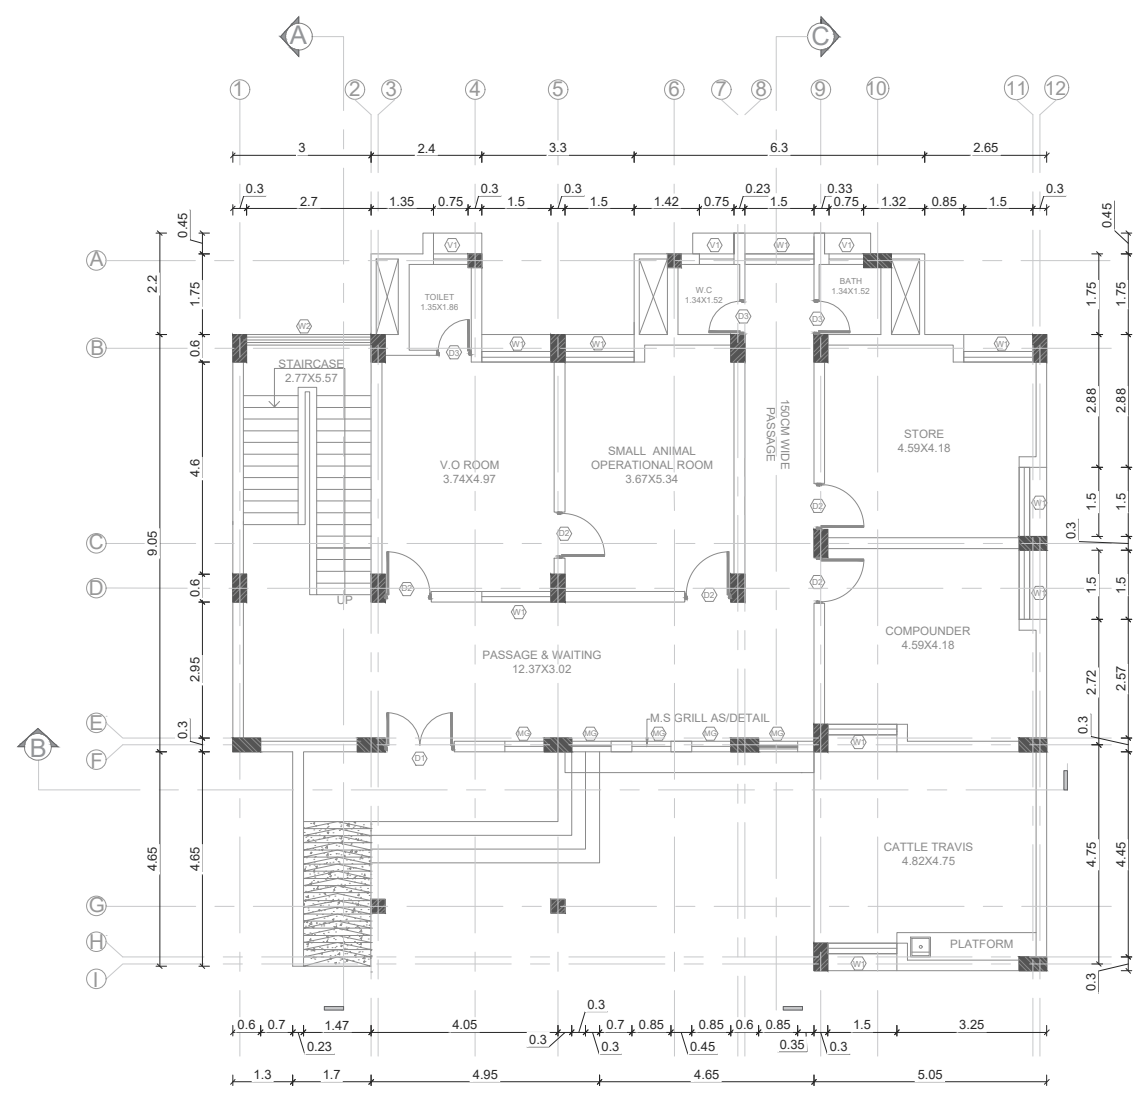 A C
1 2 3 4 5 6 7 8 9 10 11 12
3 2.4 3.3 6.3 2.65
0.3 0.3 0.3 0.23 0.33 0.3
2.7 1.35 0.75 1.5 1.5 1.42 0.75 1.5 0.75 1.32 0.85 1.5
0.45 0.45
V1 V1 W1 V1
A
2.2 1.75 1.75 1.75
TOILET
1.35X1.86
W.C
1.34X1.52
BATH
1.34X1.52
W2 D3 D3
B 0.6
W1 W1 W1
D3
STAIRCASE
2.77X5.57
2.88 2.88
150CM WIDE
PASSAGE
STORE
4.59X4.18
SMALL ANIMAL
OPERATIONAL ROOM
3.67X5.34
V.O ROOM
3.74X4.97
4.6
D2 W1 1.5 1.5
D2
9.05
C
0.3
D2 D2 D2
W1 1.5 1.5
D 0.6
UP
W1
COMPOUNDER
4.59X4.18
PASSAGE & WAITING
12.37X3.02
2.95 2.72 2.57
M.S GRILL AS/DETAIL
E
0.3 0.3
MG MG MG MG MG
W1
B
F
D1
CATTLE TRAVIS
4.82X4.75
4.65 4.65 4.75 4.45
G
H
PLATFORM
W1
I
0.3
0.3
0.6 0.7 1.47 4.05 0.7 0.85 0.85 0.6 0.85 1.5 3.25
0.23 0.3 0.3 0.45 0.35 0.3
1.3 1.7 4.95 4.65 5.05